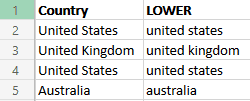 1 Country LOWER
2 United States united states
3 United Kingdom united kingdom
4 United States united states
5 Australia australia